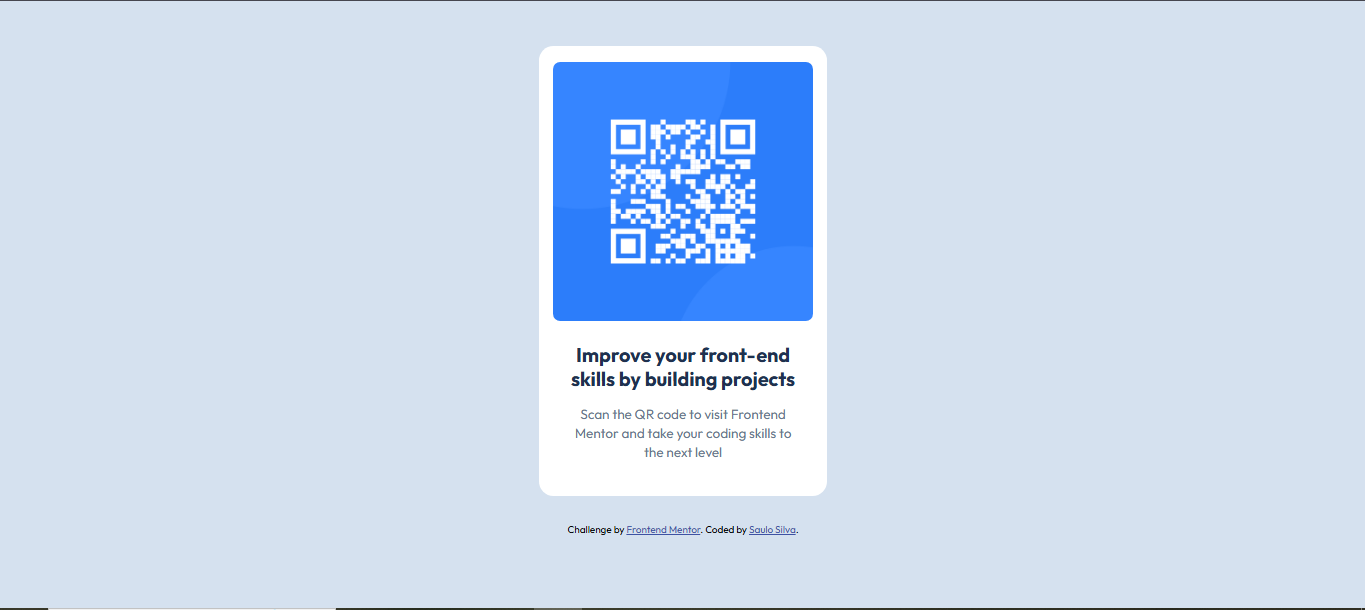 Improve your front-end
skills by building projects
Scan the QR code to visit Frontend
Mentor and take your coding skills to
the next level
Challenge by Frontend Mentor. Coded by Saulo Silva.